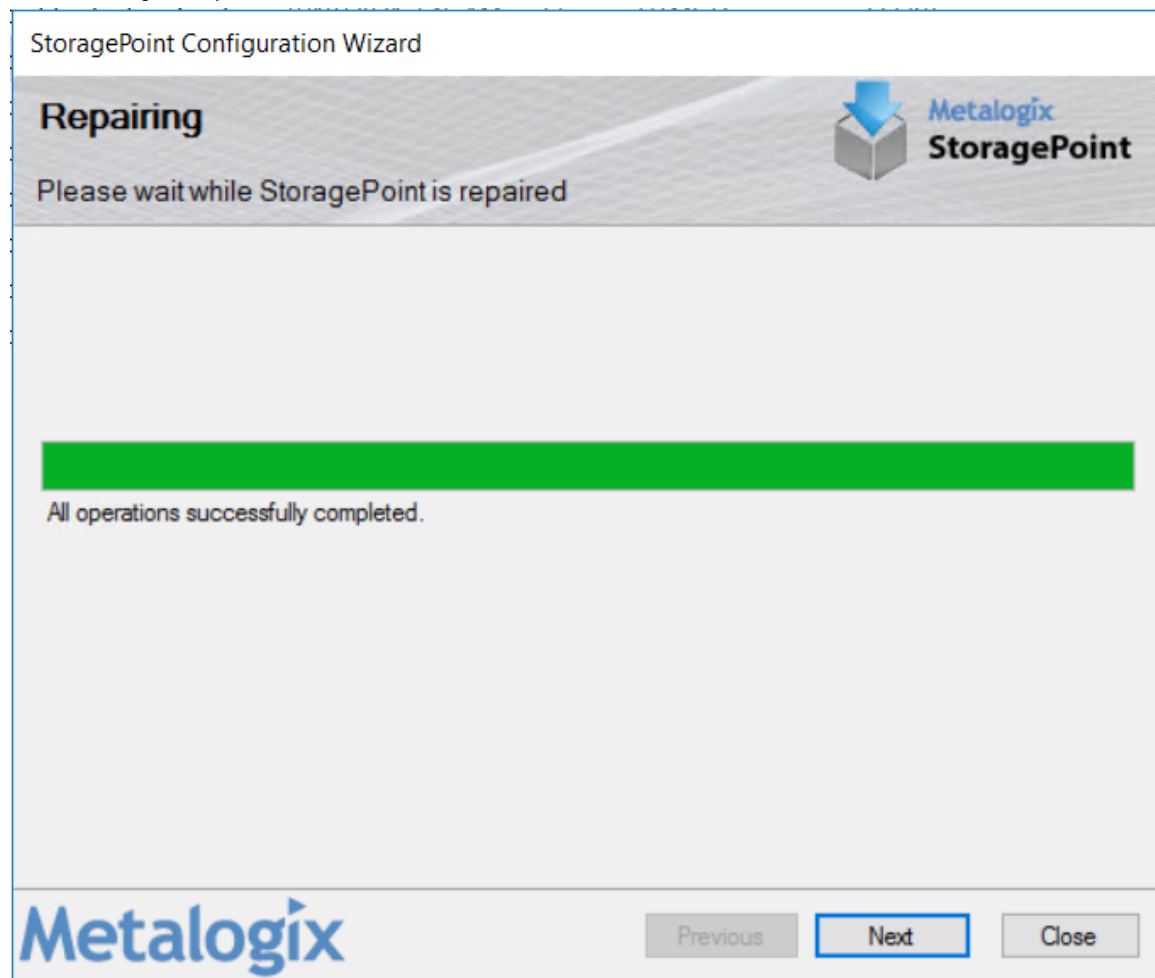 StoragePoint Configuration Wizard
Repairing
Metalogix
StoragePoint
Please wait while StoragePoint is repaired
All operations successfully completed.
Metalogix
Previous
Next
Close